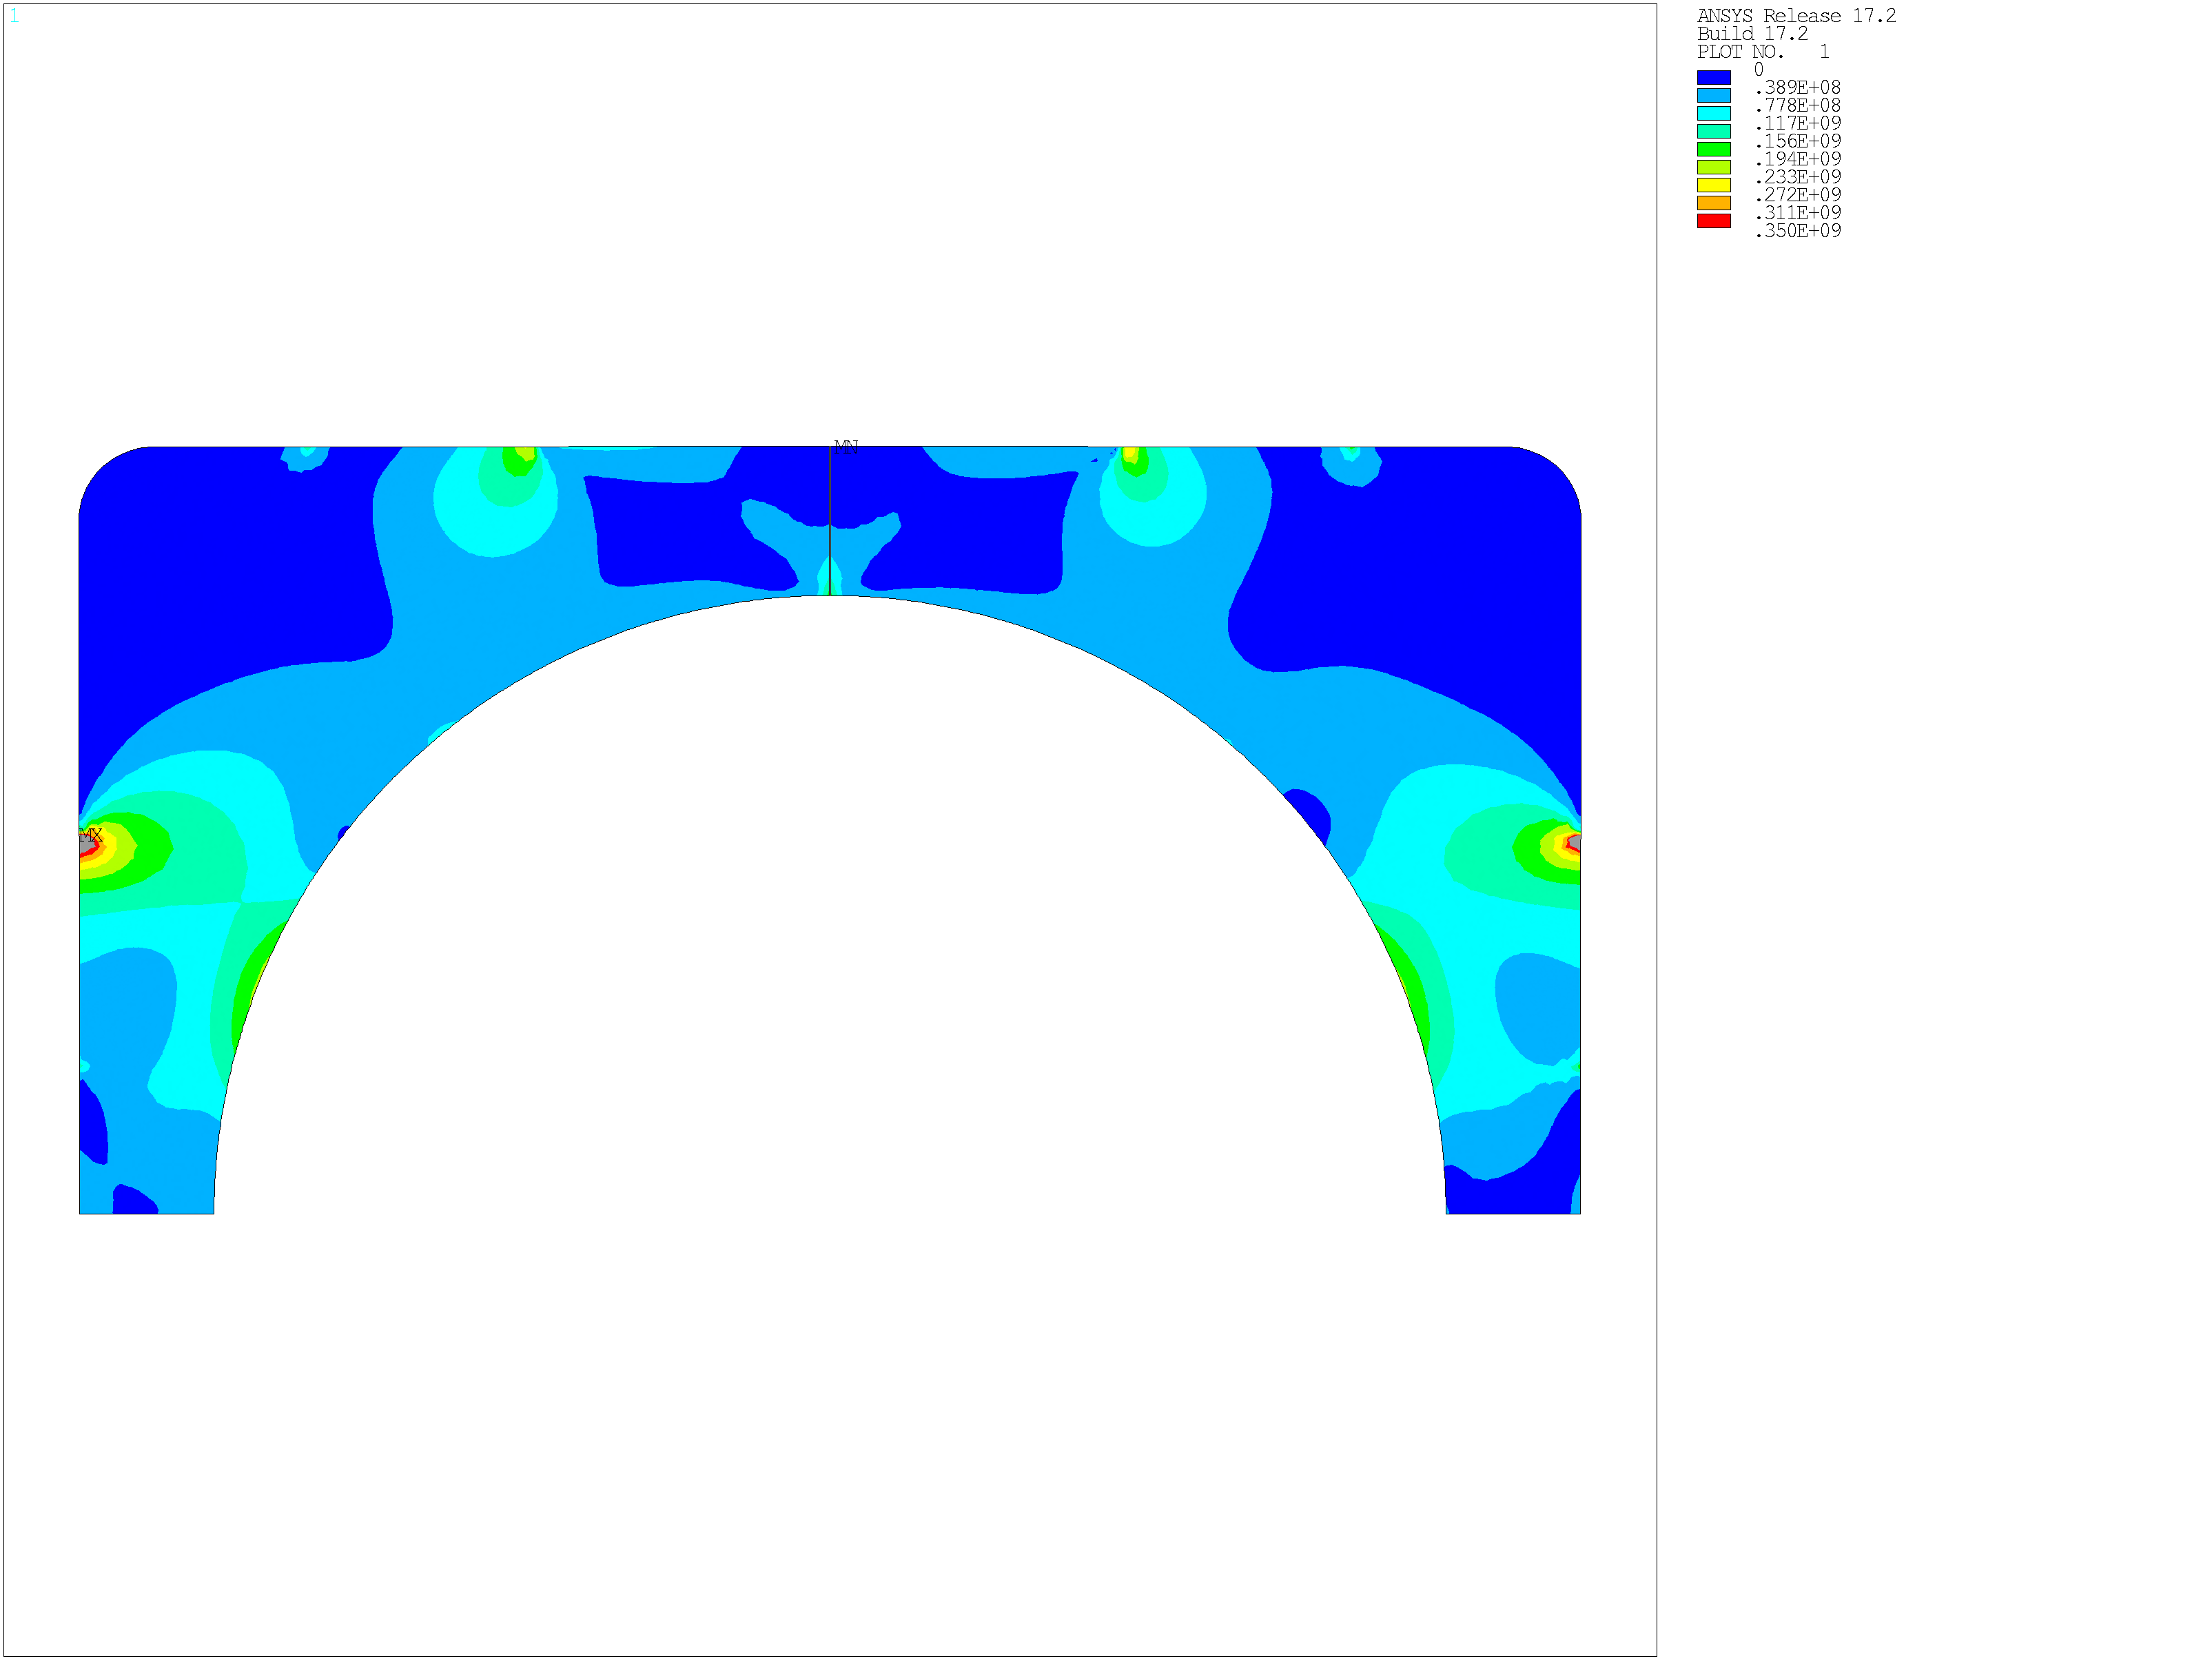 1
ANSYS Release 17.2
Build 17.2
PLOT NO.   1
0
.389E+08
.778E+08
.117E+09
.156E+09
.194E+09
.233E+09
.272E+09
.311E+09
.350E+09
MN
MX